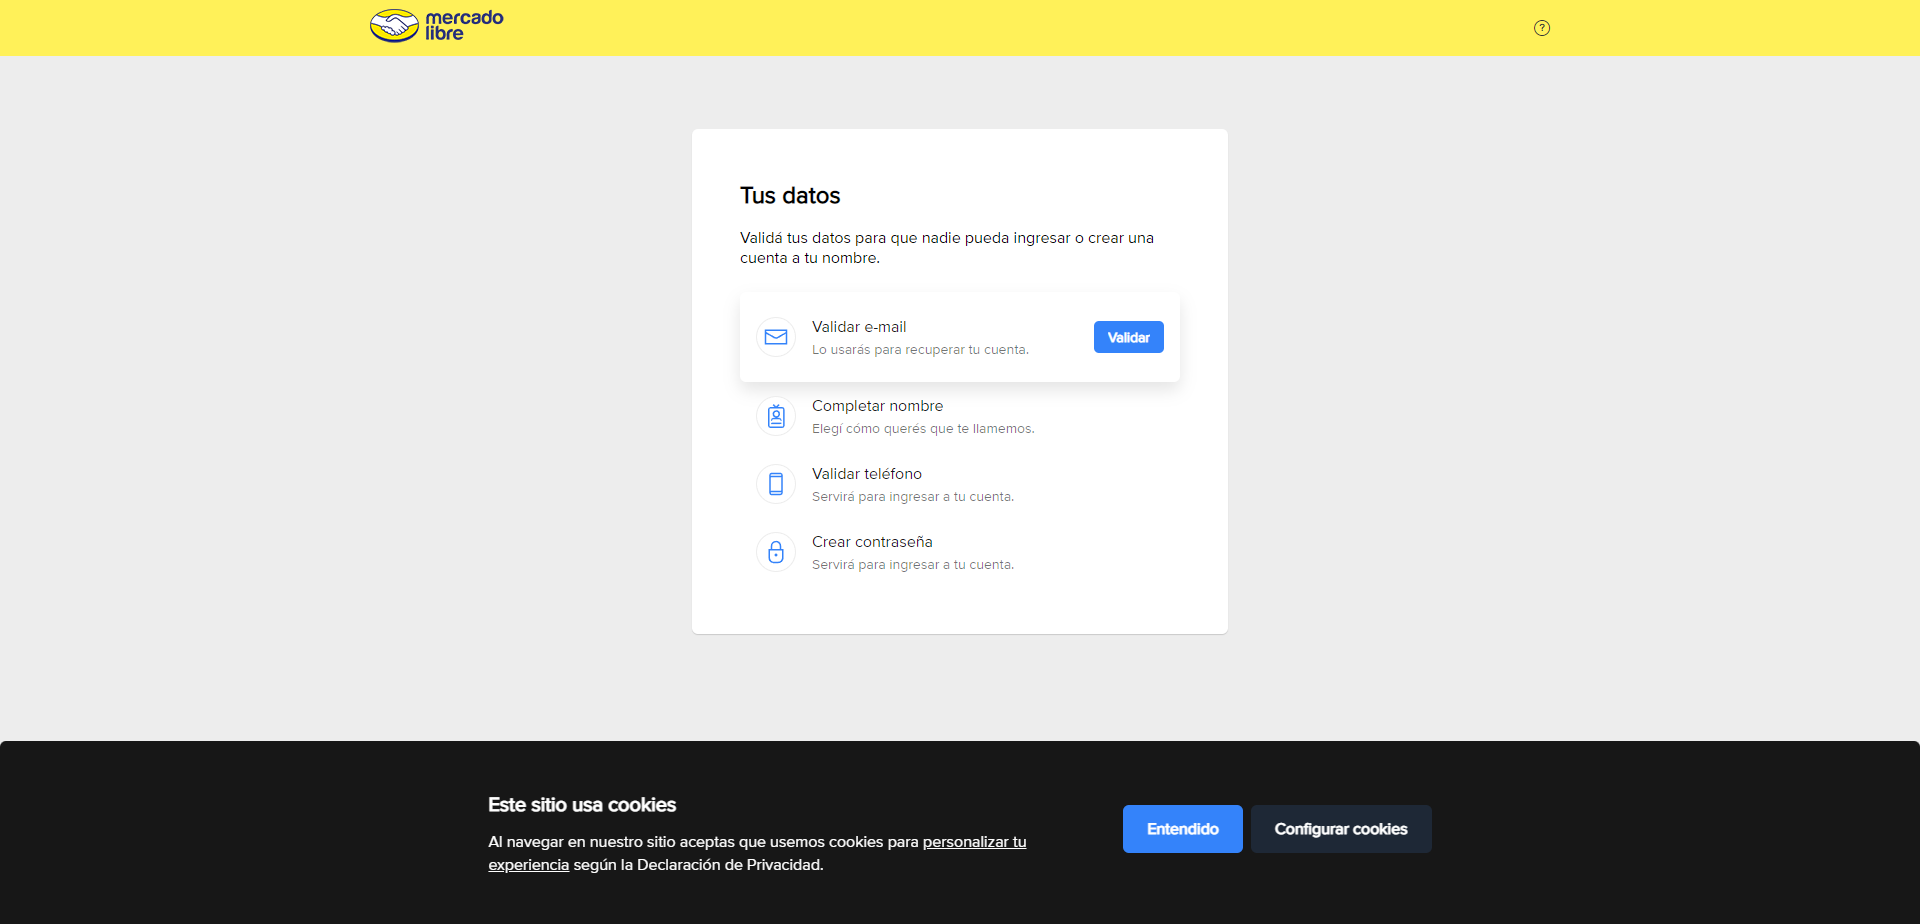 mercado
libre
?
Tus datos
Validá tus datos para que nadie pueda ingresar o crear una
cuenta a tu nombre.
Validar e-mail
Lo usarás para recuperar tu cuenta.
Validar
Completar nombre
Elegí cómo querés que te llamemos.
Validar teléfono
Servirá para ingresar a tu cuenta.
Crear contraseña
Servirá para ingresar a tu cuenta.
Este sitio usa cookies
Al navegar en nuestro sitio aceptas que usemos cookies para personalizar tu
experiencia según la Declaración de Privacidad.
Entendido
Configurar cookies